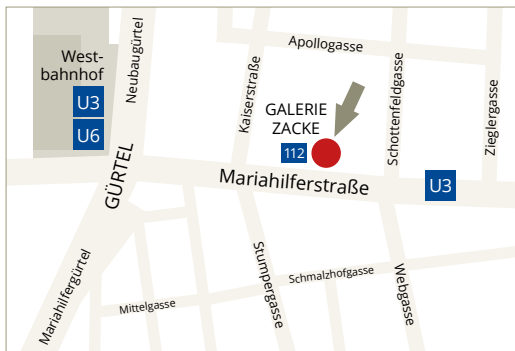 West-
bahnhof
U3
U6
Neubaugürtel
GÜRTEL
Mariahilfergürtel
Kaiserstraße
Apollogasse
Schottenfeldgasse
Zieglergasse
GALERIE
ZACKE
112
Mariahilferstraße
U3
Stumpergasse
Schmalzhofgasse
Webgasse
Mittelgasse